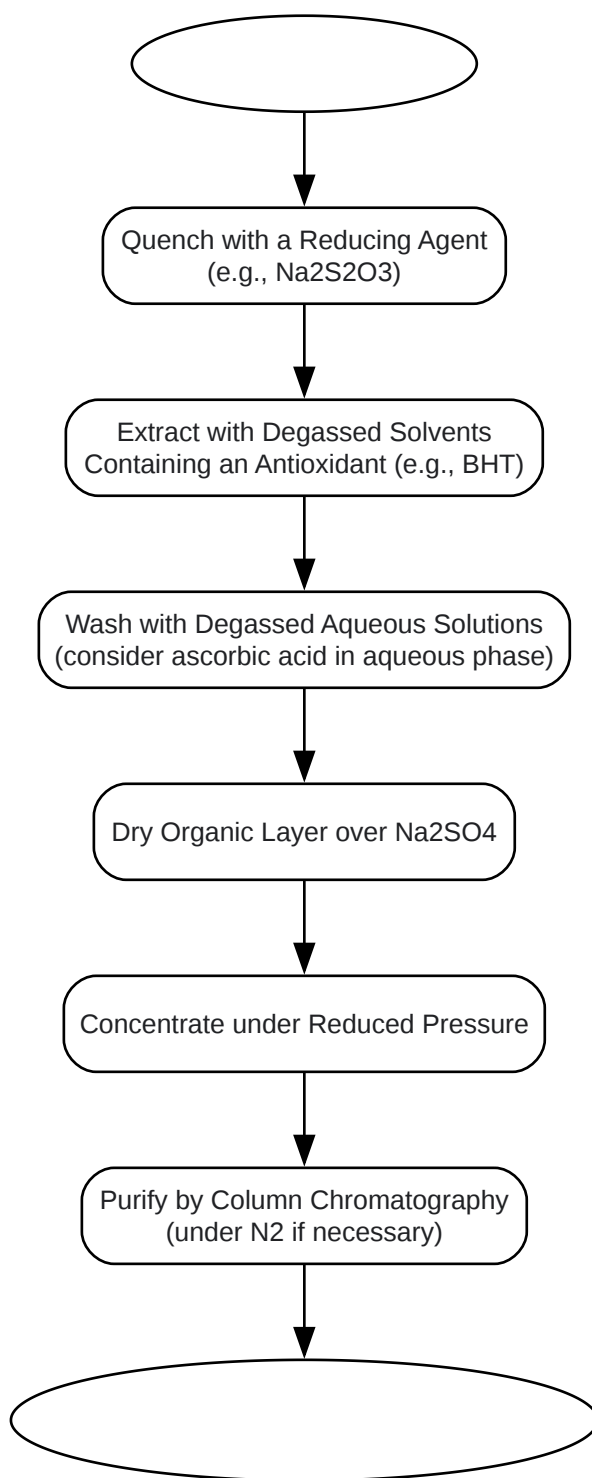 Quench with a Reducing Agent
(e.g., Na2S2O3)
Extract with Degassed Solvents
Containing an Antioxidant (e.g., BHT)
Wash with Degassed Aqueous Solutions
(consider ascorbic acid in aqueous phase)
Dry Organic Layer over Na2SO4
Concentrate under Reduced Pressure
Purify by Column Chromatography
(under N2 if necessary)